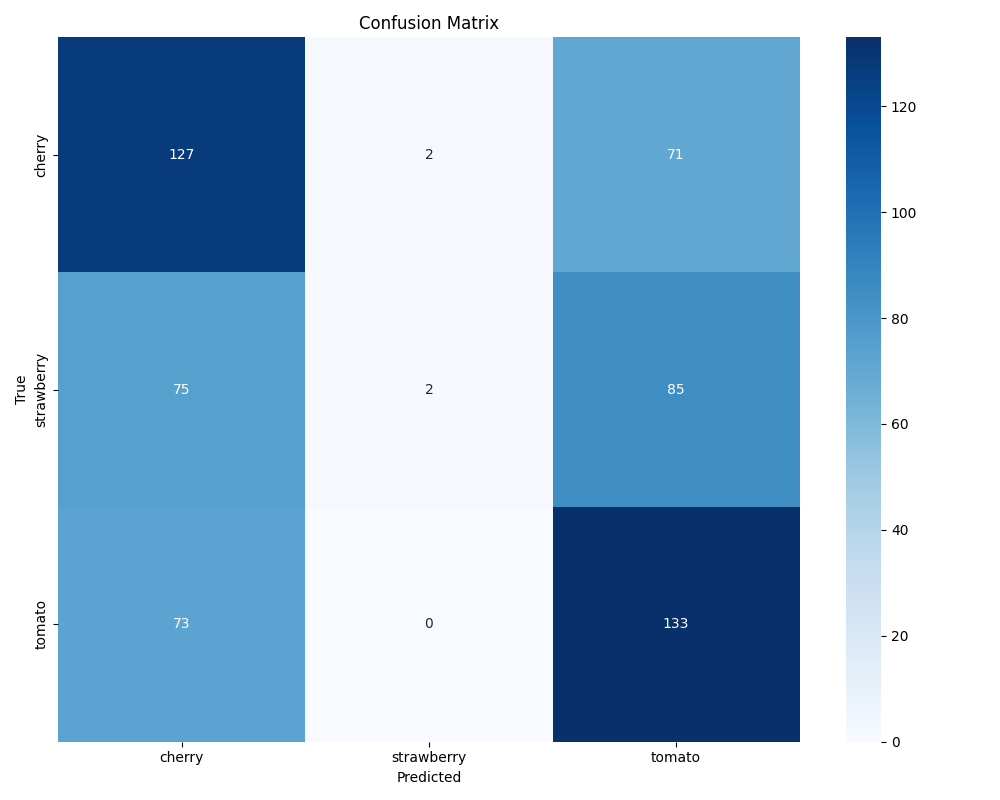 Confusion Matrix
True
cherry
127
2
71
strawberry
75
2
85
tomato
73
0
133
cherry
strawberry
tomato
Predicted
120
100
80
60
40
20
0